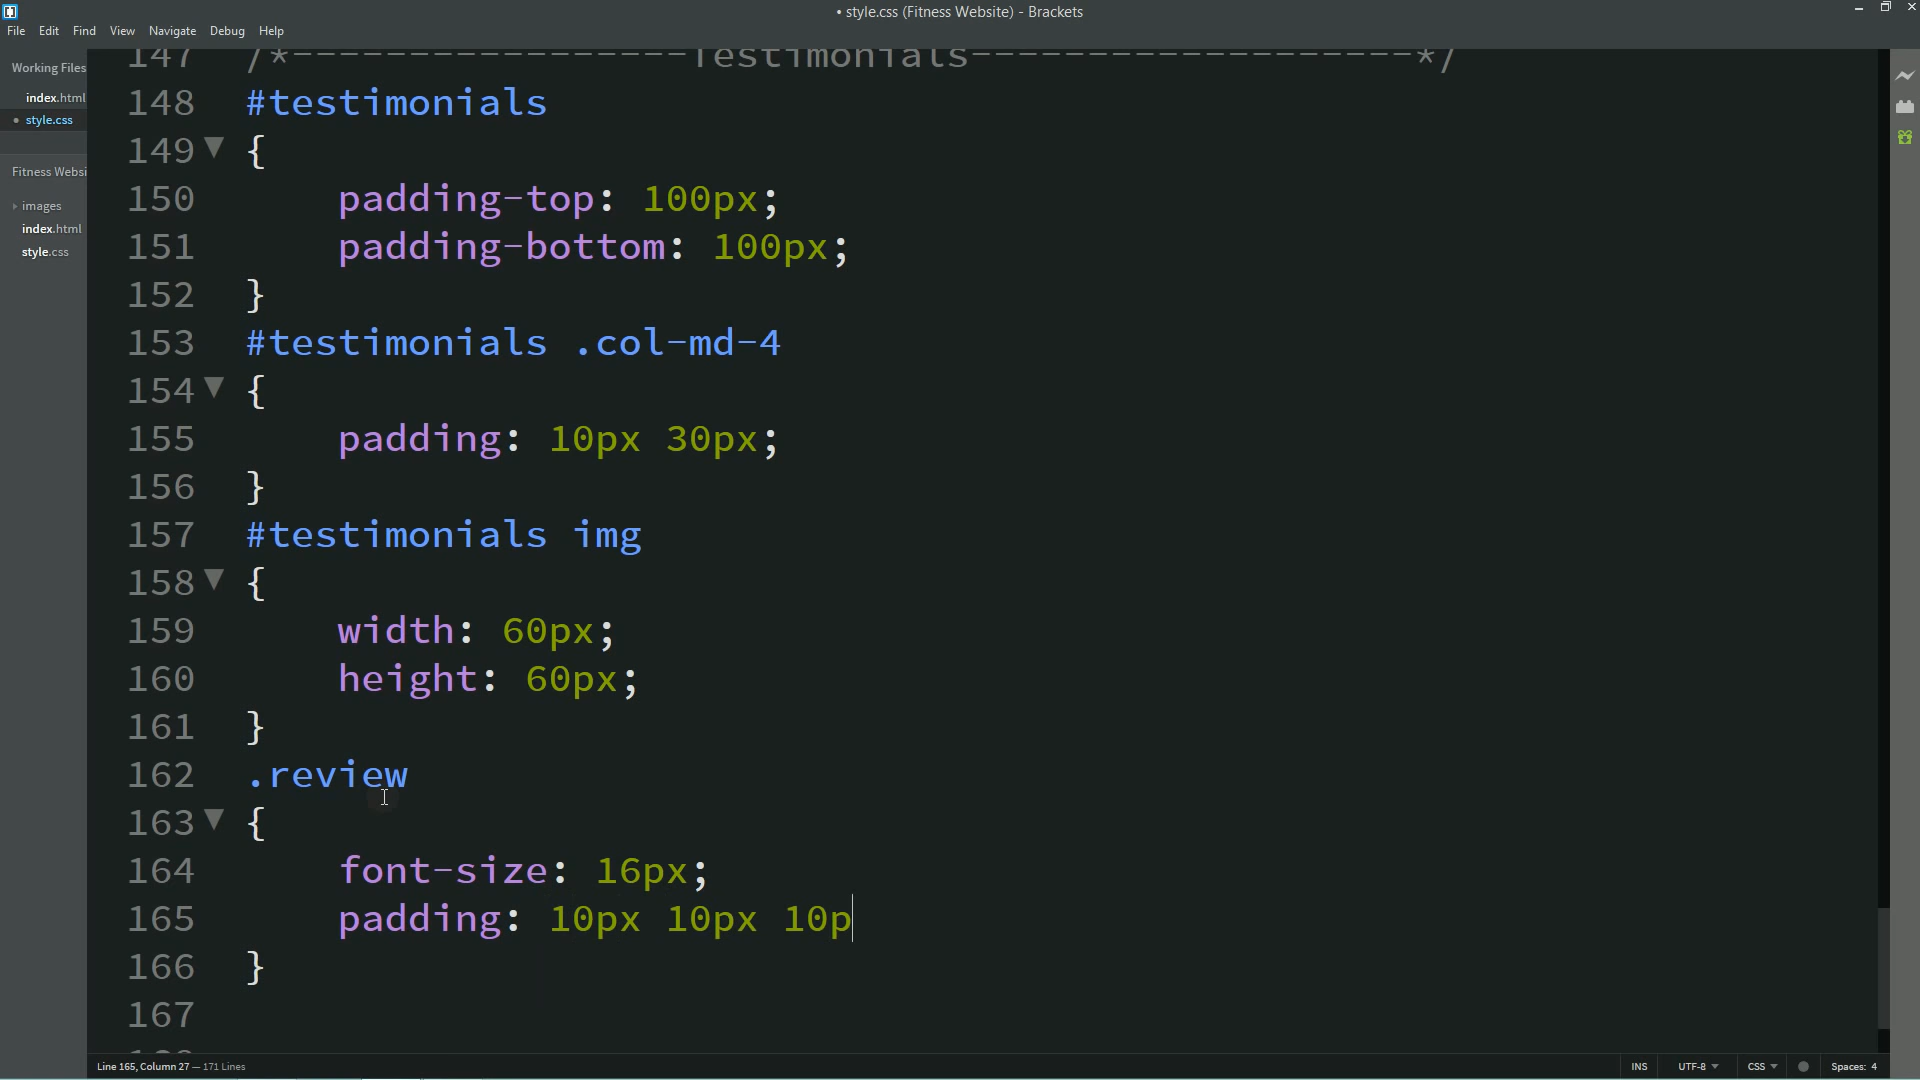 • style.css (Fitness Website) - Brackets
File Edit Find View Navigate Debug Help
Working Files
index.html
• style.css
Fitness Websi
images
index.html
style.css
147 /*-----------------Testimonials-------------------*/
148 #testimonials
149 {
150 padding-top: 100px;
151 padding-bottom: 100px;
152 }
153 #testimonials .col-md-4
154 {
155 padding: 10px 30px;
156 }
157 #testimonials img
158 {
159 width: 60px;
160 height: 60px;
161 }
162 .review
163 {
164 font-size: 16px;
165 padding: 10px 10px 10p
166 }
167
Line 165, Column 27 — 171 Lines
INS UTF-8 CSS Spaces: 4